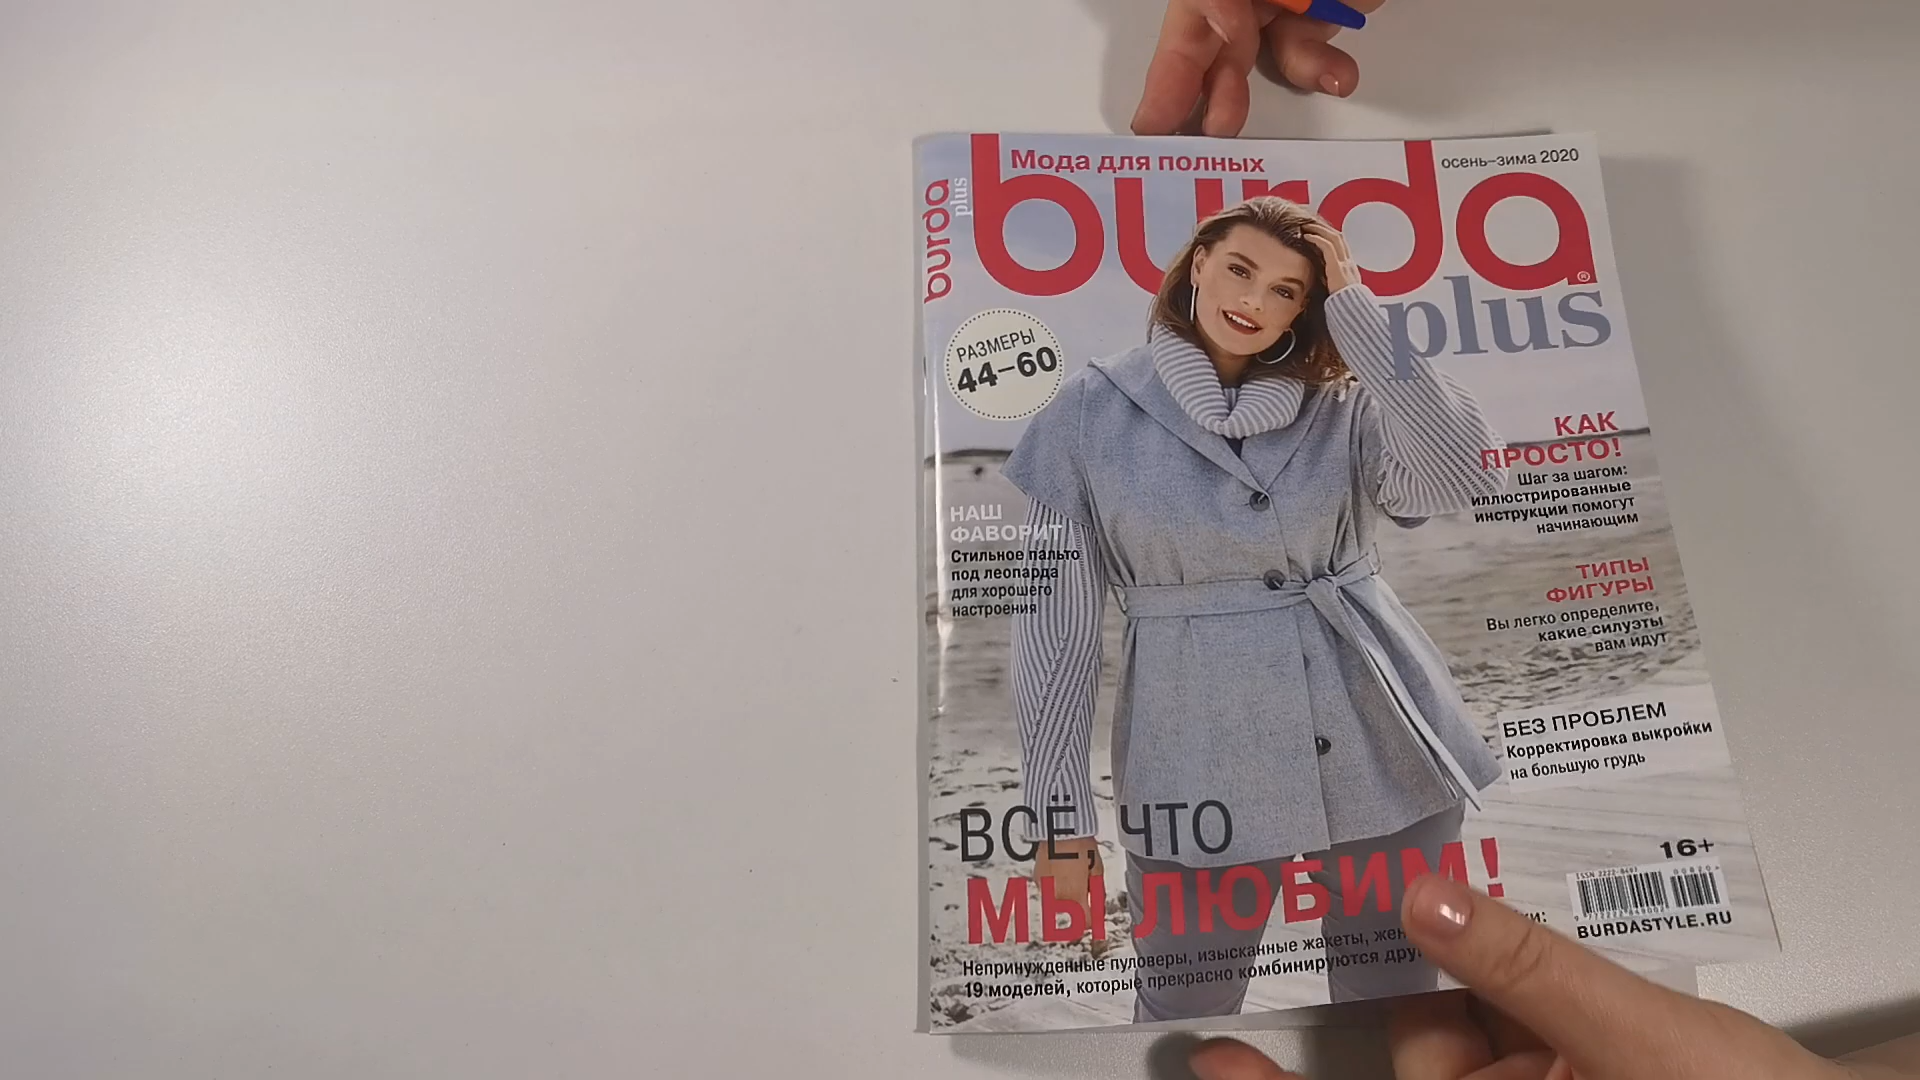 Мода для полных
осень–зима 2020
burda
plus
burda
plus
РАЗМЕРЫ
44–60
КАК
ПРОСТО!
Шаг за шагом:
иллюстрированные
инструкции помогут
начинающим
НАШ
ФАВОРИТ
Стильное пальто
под леопарда
для хорошего
настроения
ТИПЫ
ФИГУРЫ
Вы легко определите,
какие силуэты
вам идут
БЕЗ ПРОБЛЕМ
Корректировка выкройки
на большую грудь
ВСЁ, ЧТО
МЫ ЛЮБИМ!
Непринужденные пуловеры, изысканные жакеты,
19 моделей, которые прекрасно комбинируются
16+
BURDASTYLE.RU